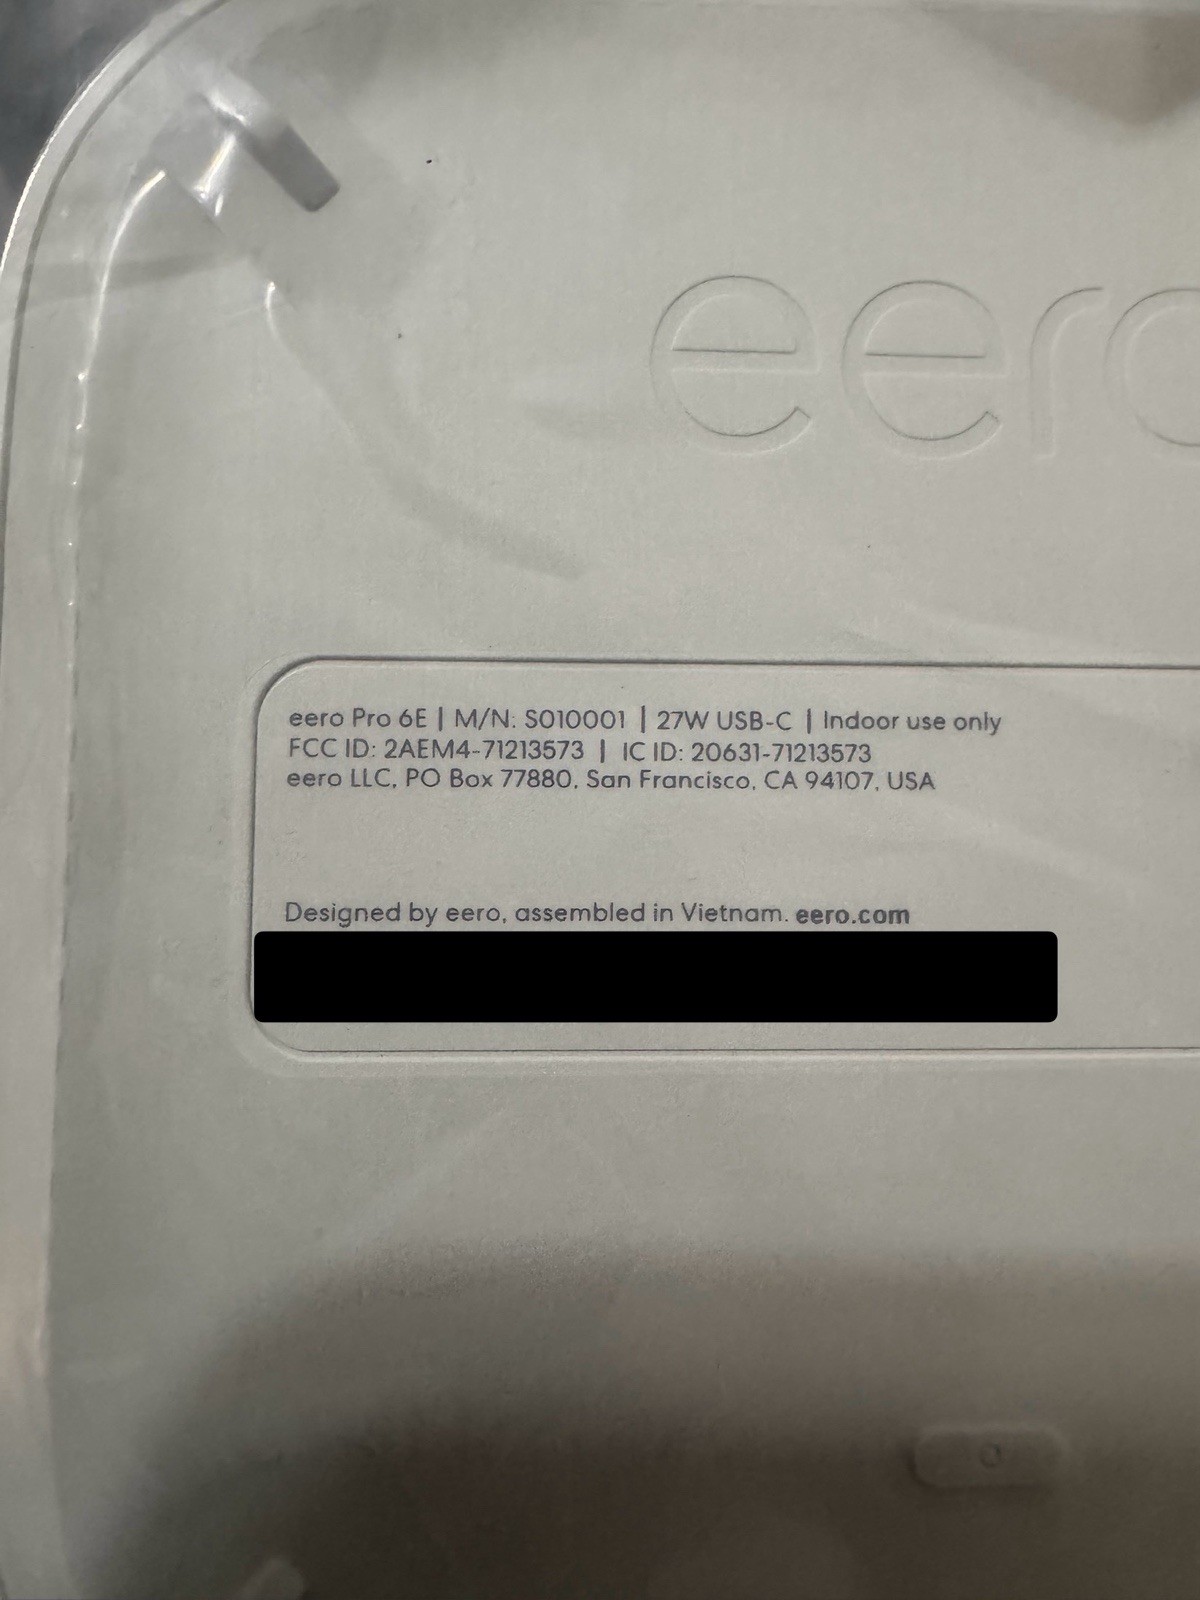 eero
eero Pro 6E | M/N: S010001 | 27W USB-C | Indoor use only
FCC ID: 2AEM4-71213573 | IC ID: 20631-71213573
eero LLC, PO Box 77880, San Francisco, CA 94107, USA
Designed by eero, assembled in Vietnam. eero.com